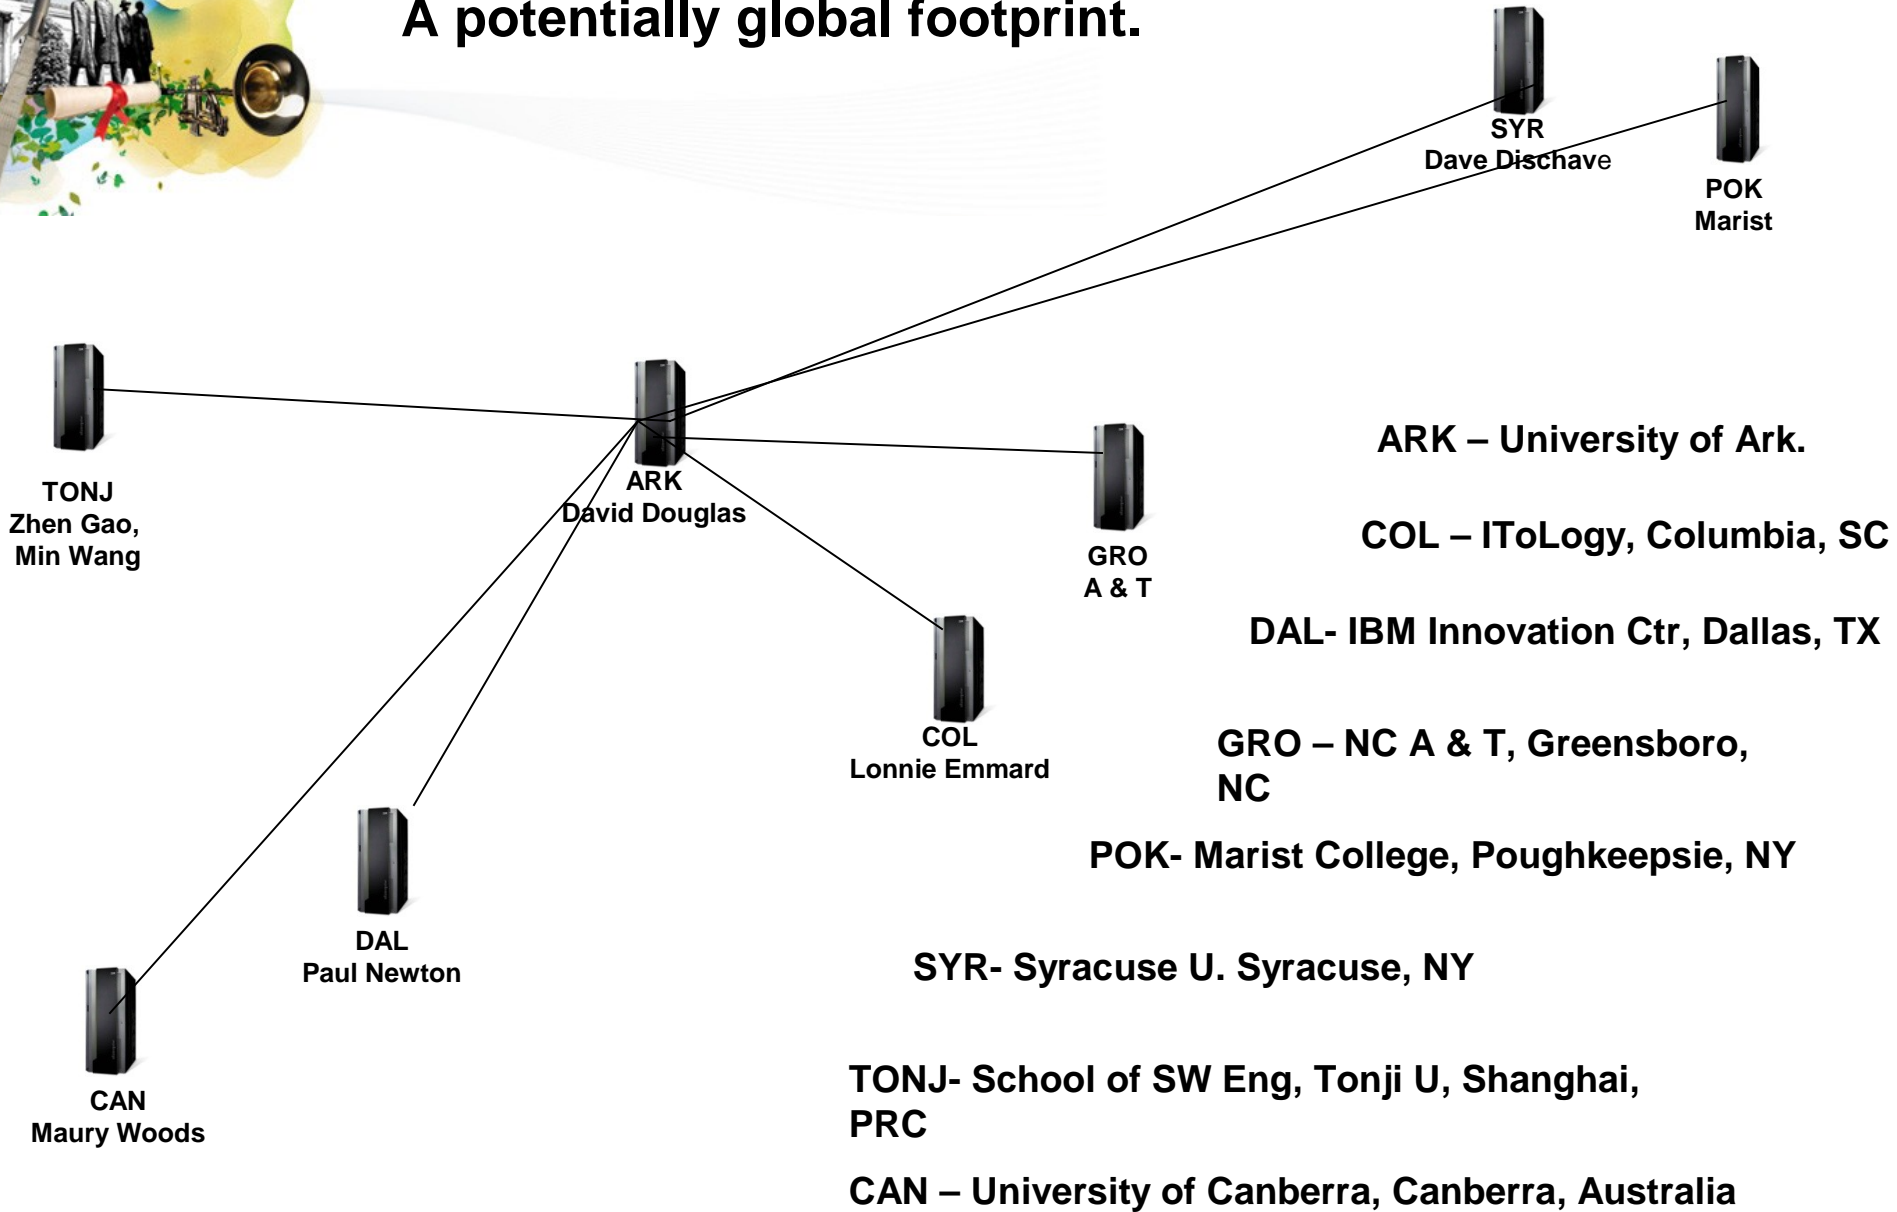 A potentially global footprint.
SYR
Dave Dischave
POK
Marist
TONJ
Zhen Gao,
Min Wang
ARK
David Douglas
GRO
A & T
COL
Lonnie Emmard
DAL
Paul Newton
CAN
Maury Woods
ARK – University of Ark.
COL – IToLogy, Columbia, SC
DAL- IBM Innovation Ctr, Dallas, TX
GRO – NC A & T, Greensboro,
NC
POK- Marist College, Poughkeepsie, NY
SYR- Syracuse U. Syracuse, NY
TONJ- School of SW Eng, Tonji U, Shanghai,
PRC
CAN – University of Canberra, Canberra, Australia